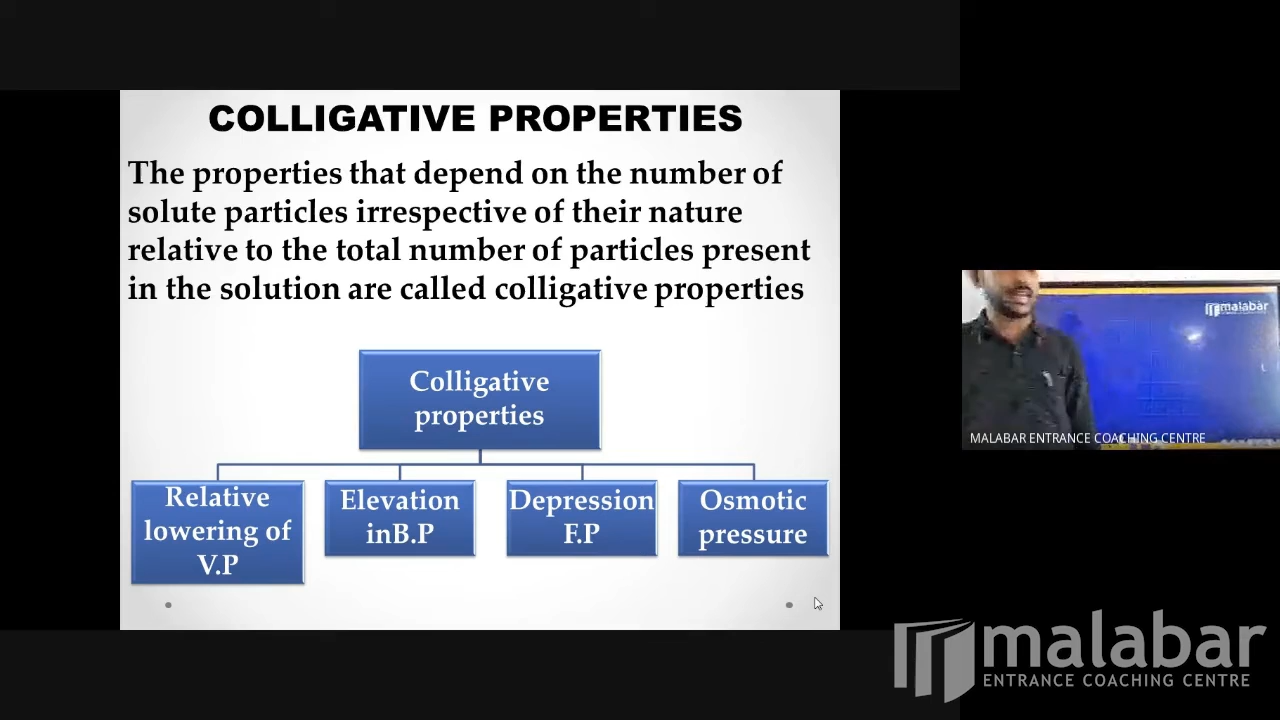 COLLIGATIVE PROPERTIES
The properties that depend on the number of
solute particles irrespective of their nature
relative to the total number of particles present
in the solution are called colligative properties
Colligative
properties
Relative
lowering of
V.P
Elevation
inB.P
Depression
F.P
Osmotic
pressure
malabar
MALABAR ENTRANCE COACHING CENTRE
malabar
ENTRANCE COACHING CENTRE